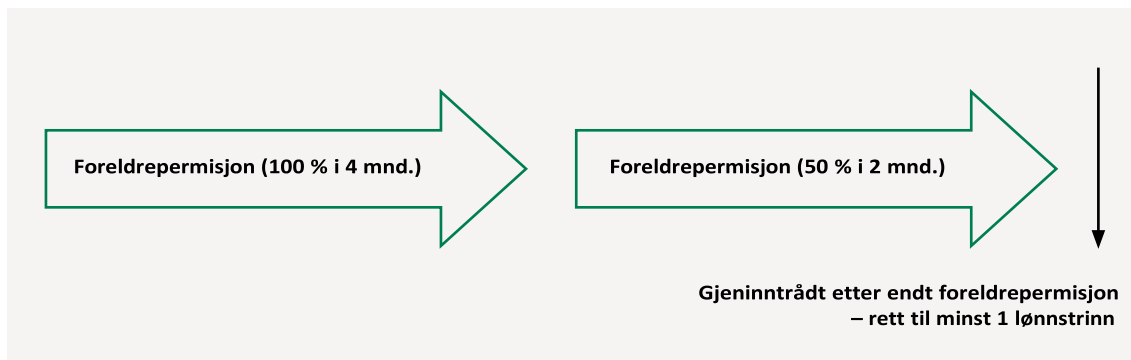 Foreldrepermisjon (100 % i 4 mnd.)
Foreldrepermisjon (50 % i 2 mnd.)
Gjeninntrådt etter endt foreldrepermisjon
– rett til minst 1 lønnstrinn